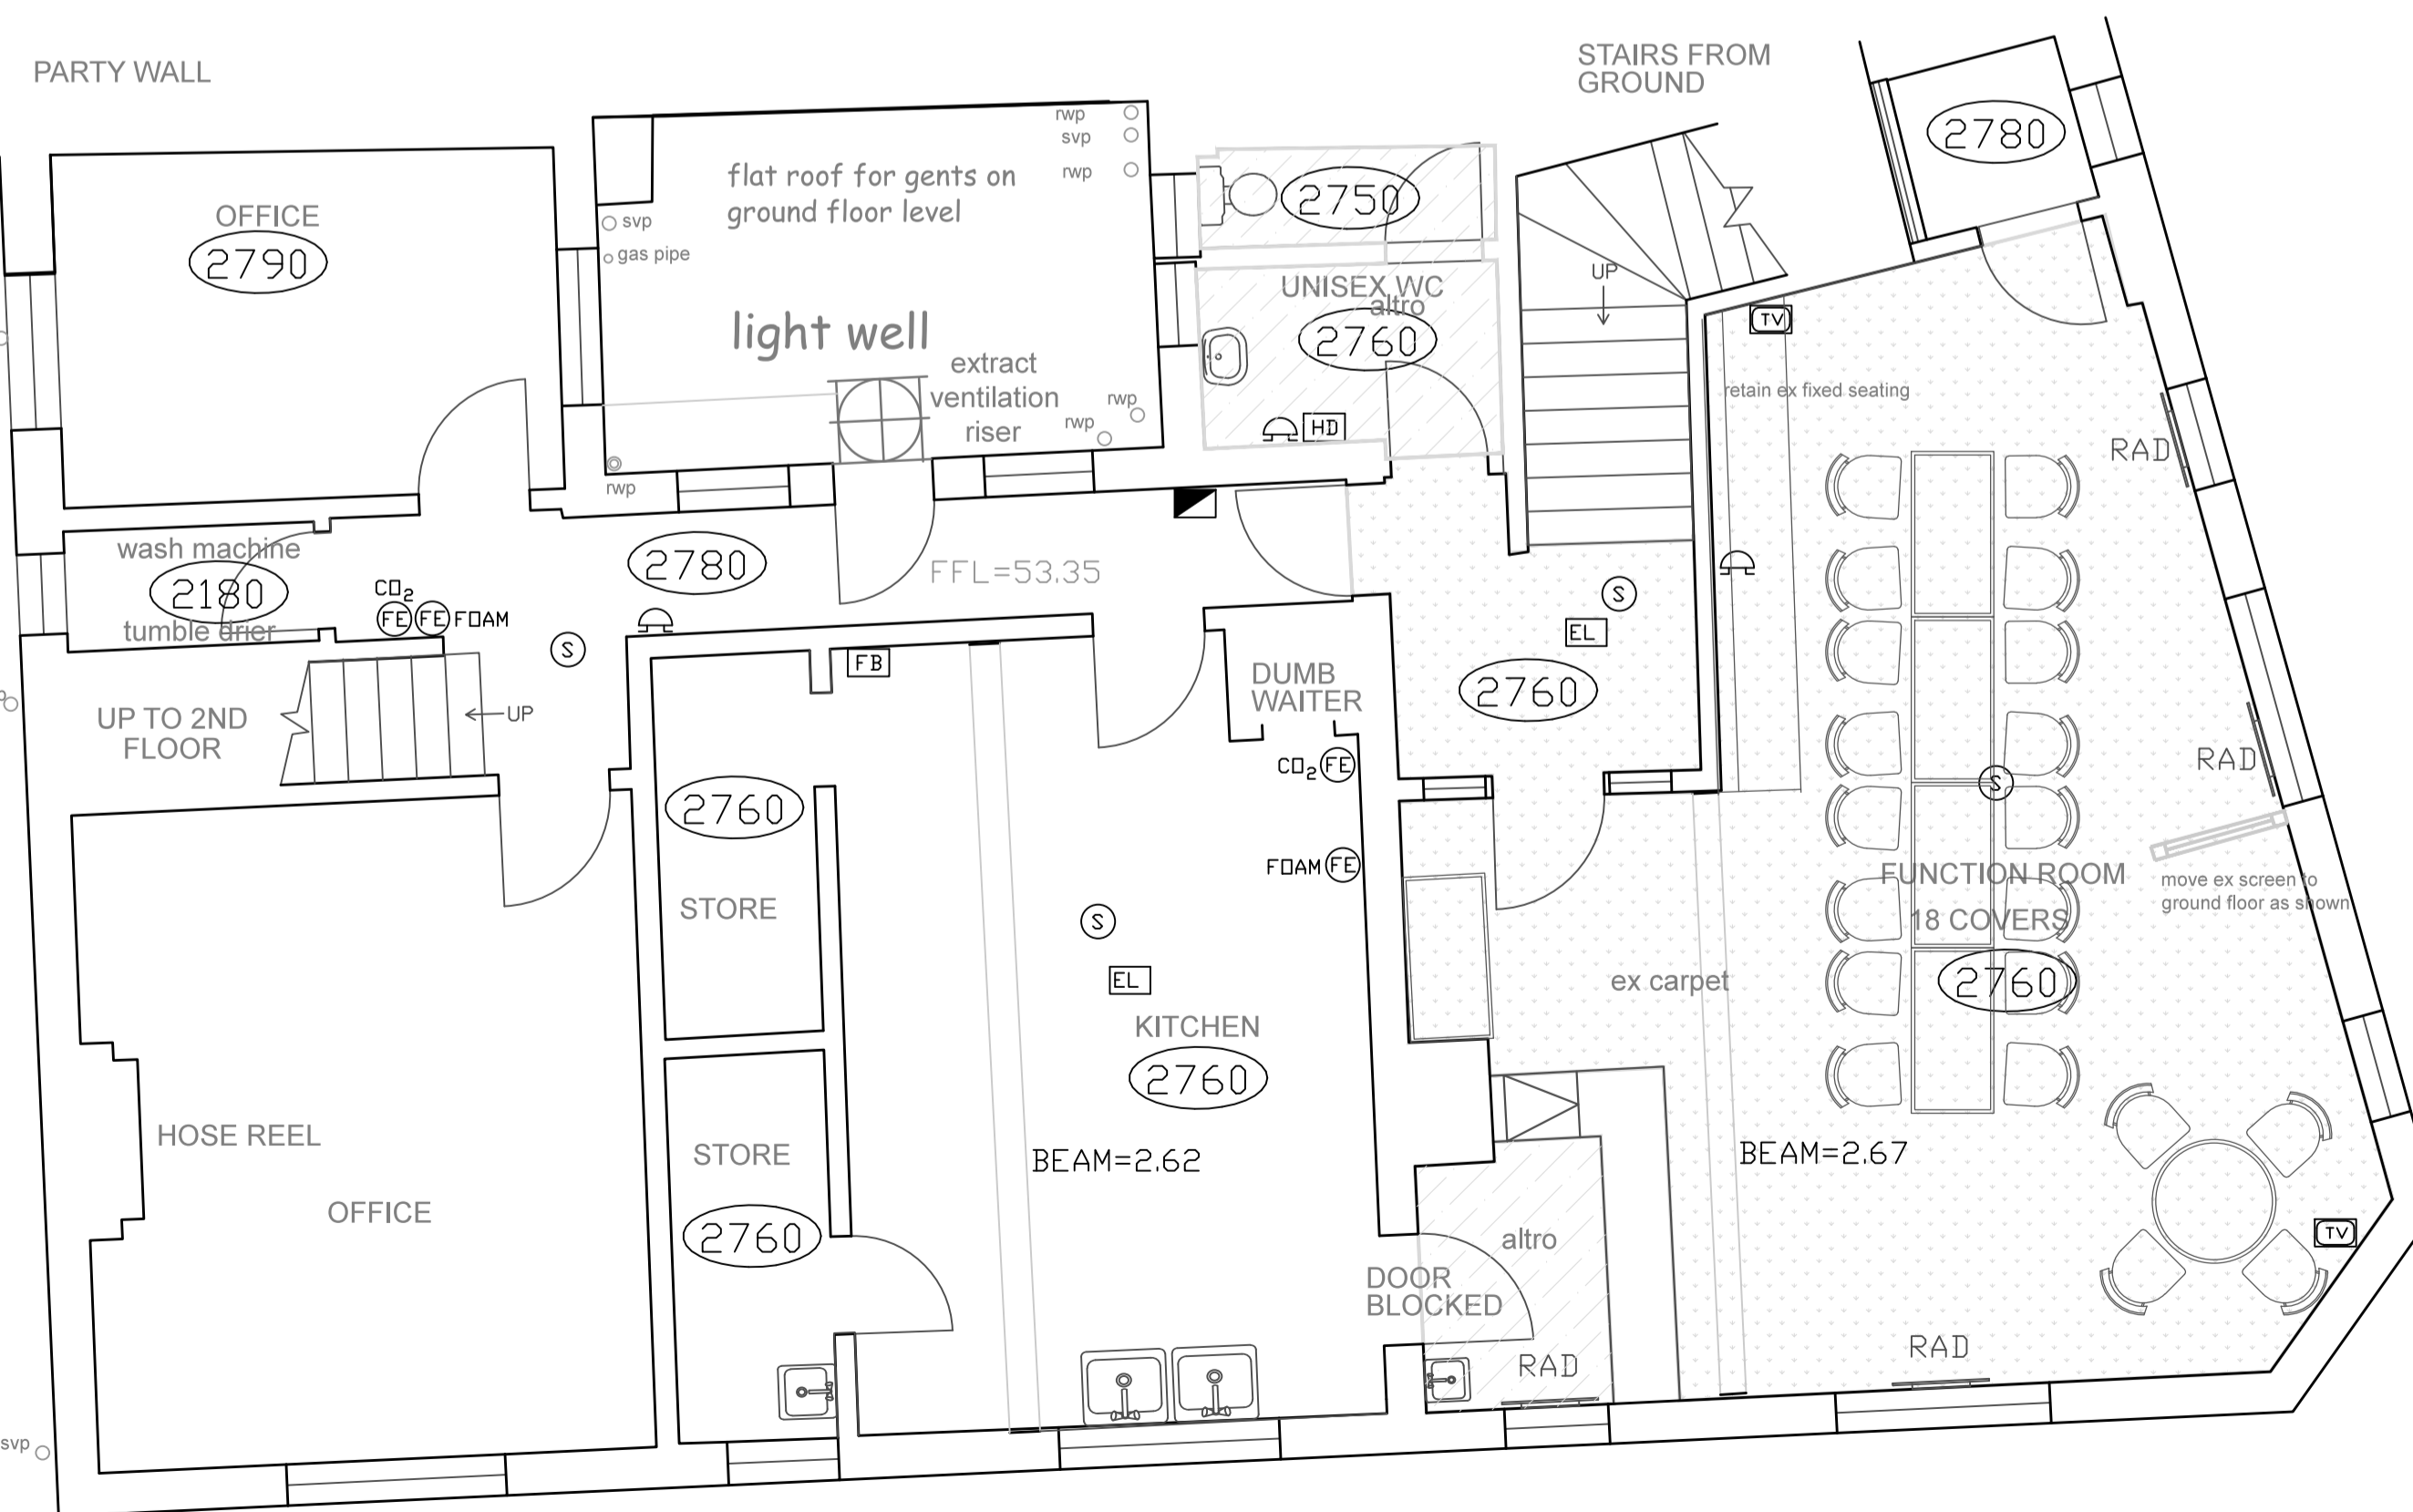 PARTY WALL
STAIRS FROM
GROUND
2780
rwp
svp
rwp
flat roof for gents on
ground floor level
2750
OFFICE
2790
svp
gas pipe
light well
extract
ventilation
riser
rwp
rwp
rwp
UNISEX WC
altro
2760
HD
UP
TV
retain ex fixed seating
RAD
wash machine
2180
tumble drier
CO2
FE
FE
FOAM
S
2780
FFL=53.35
S
EL
2760
FB
DUMB
WAITER
UP TO 2ND
FLOOR
UP
CO2
FE
RAD
S
2760
STORE
FOAM
FE
S
EL
KITCHEN
2760
FUNCTION ROOM
18 COVERS
2760
move ex screen to
ground floor as shown
ex carpet
HOSE REEL
OFFICE
STORE
2760
BEAM=2.62
BEAM=2.67
altro
DOOR
BLOCKED
TV
RAD
RAD
svp